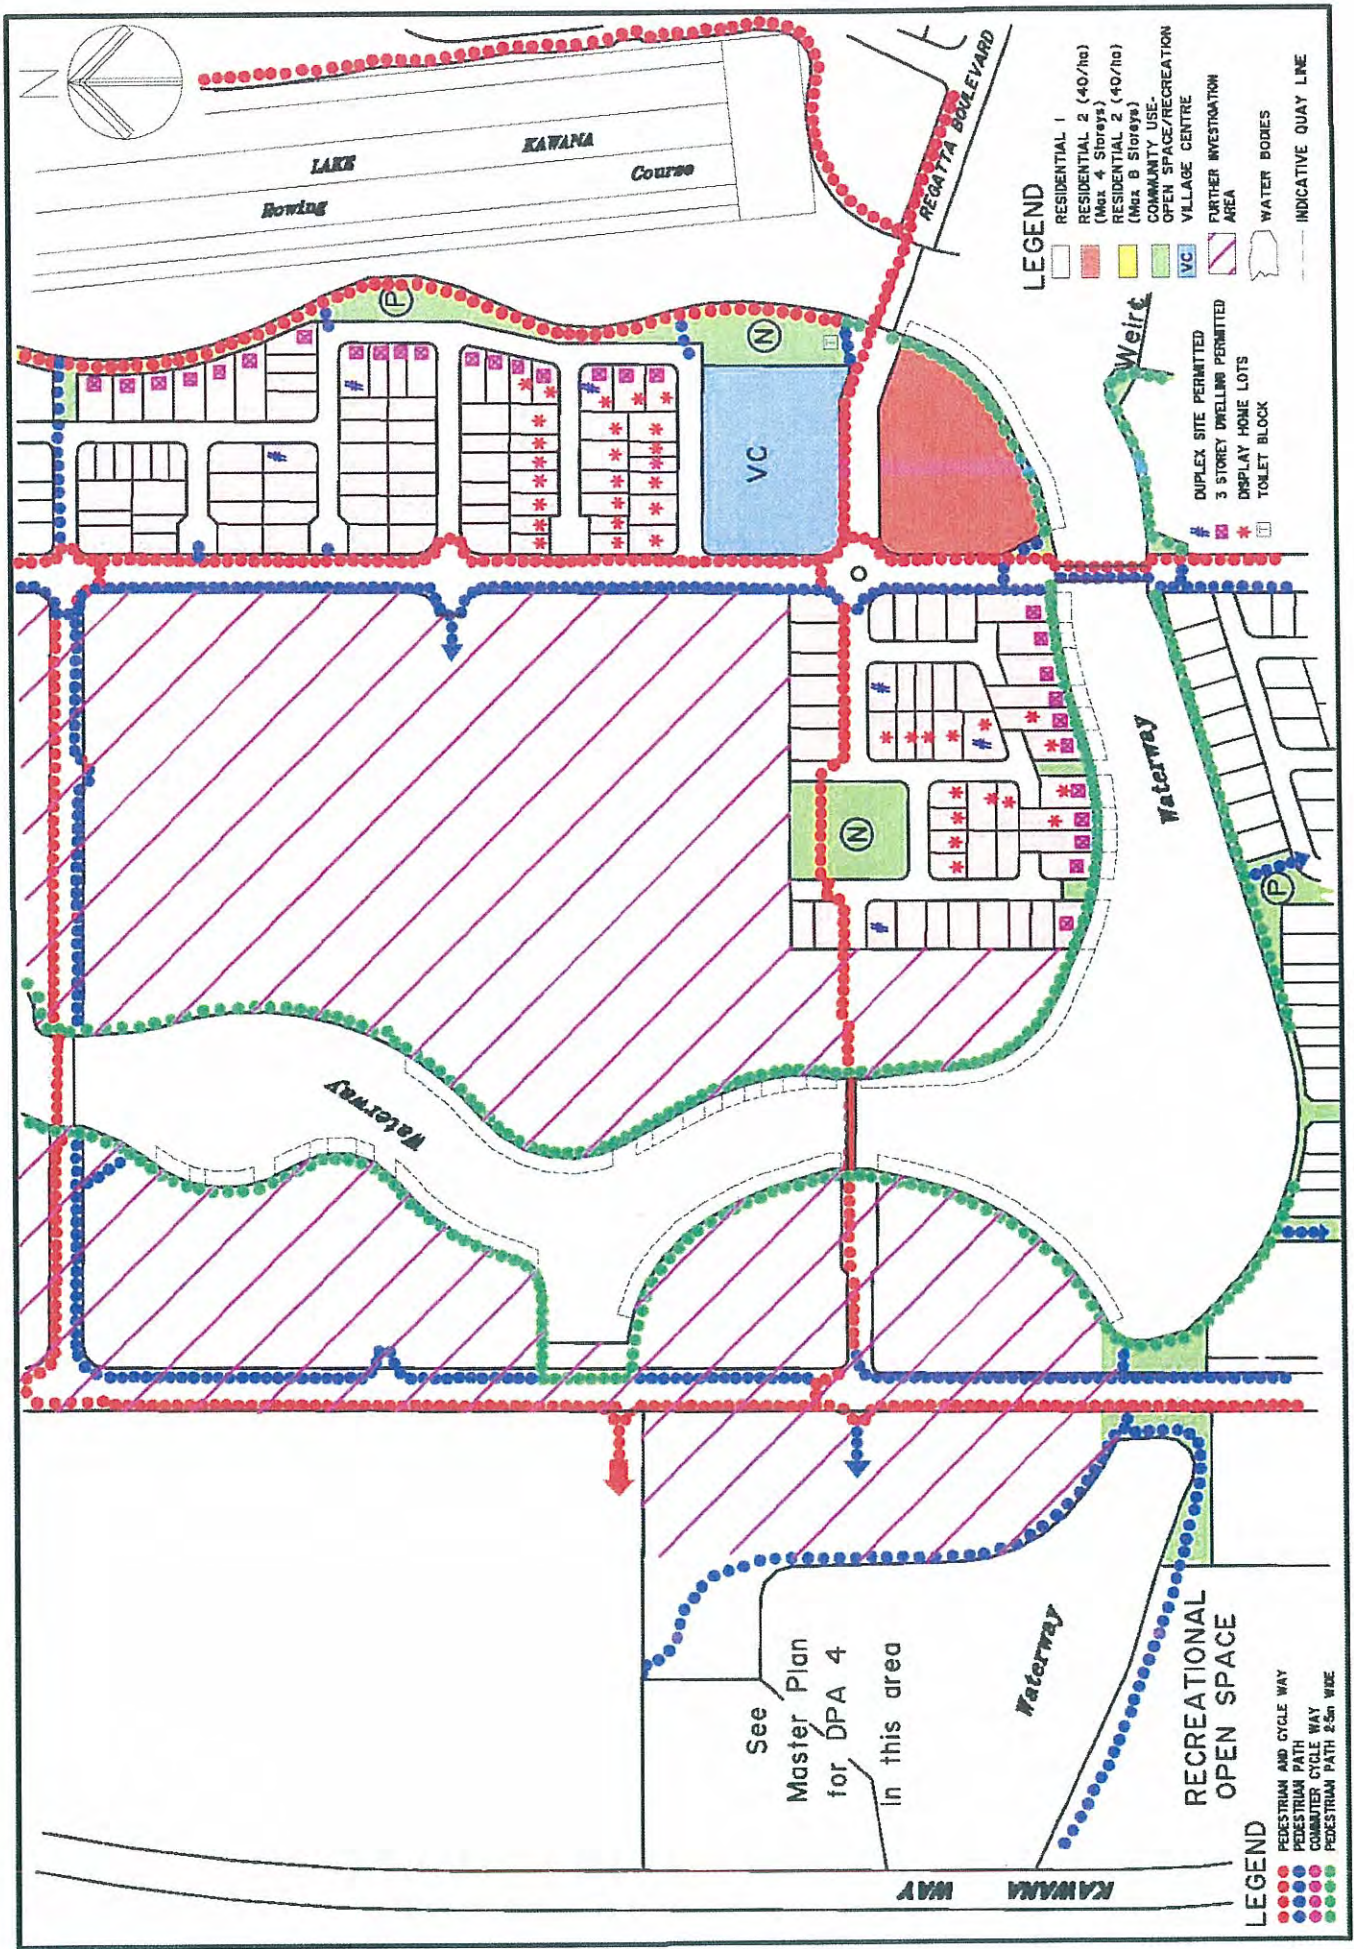 N
LAKE
KAWANA
Rowing
Course
REGATTA BOULEVARD
LEGEND
RESIDENTIAL 1
RESIDENTIAL 2 (40/ha)
(Max 4 Storeys)
RESIDENTIAL 2 (40/ha)
(Max 8 Storeys)
COMMUNITY USE-
OPEN SPACE/RECREATION
VC VILLAGE CENTRE
FURTHER INVESTIGATION
AREA
WATER BODIES
INDICATIVE QUAY LINE
# DUPLEX SITE PERMITTED
3 STOREY DWELLING PERMITTED
* DISPLAY HOME LOTS
T TOILET BLOCK
Weir
P
N
T
VC
N
P
Waterway
Waterway
Waterway
See
Master Plan
for DPA 4
in this area
RECREATIONAL
OPEN SPACE
KAWANA WAY
LEGEND
PEDESTRIAN AND CYCLE WAY
PEDESTRIAN PATH
COMMUTER CYCLE WAY
PEDESTRIAN PATH 2.5m WIDE